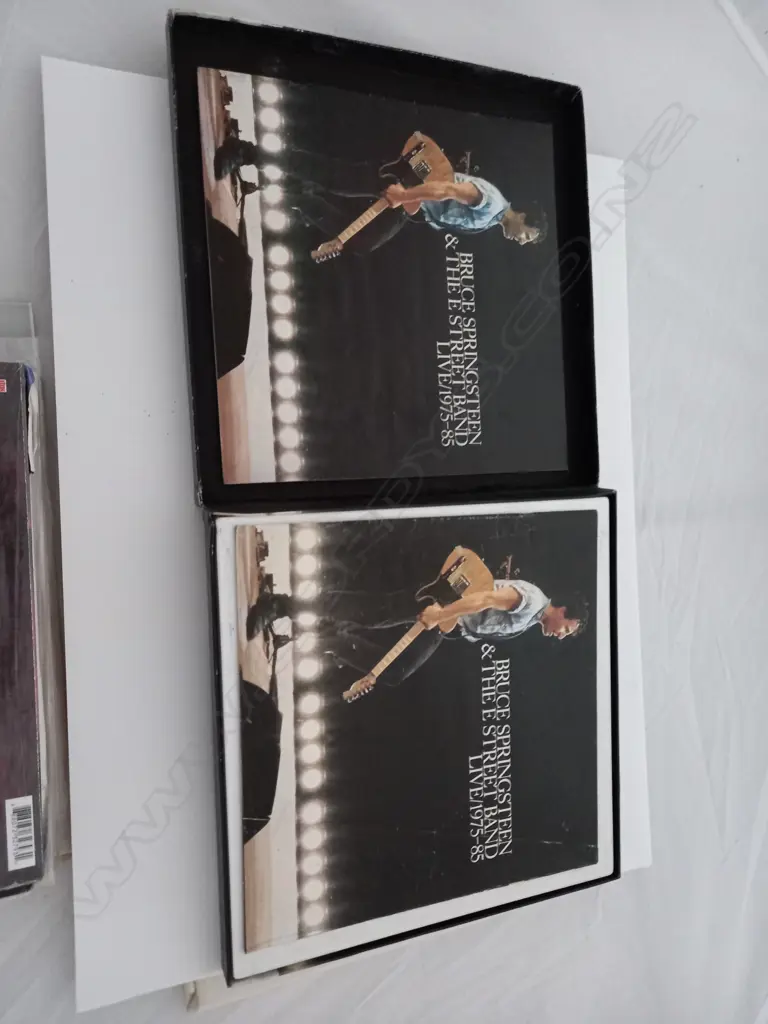 BRUCE SPRINGSTEEN
& THE E STREET BAND
LIVE/1975-85
BRUCE SPRINGSTEEN
& THE E STREET BAND
LIVE/1975-85